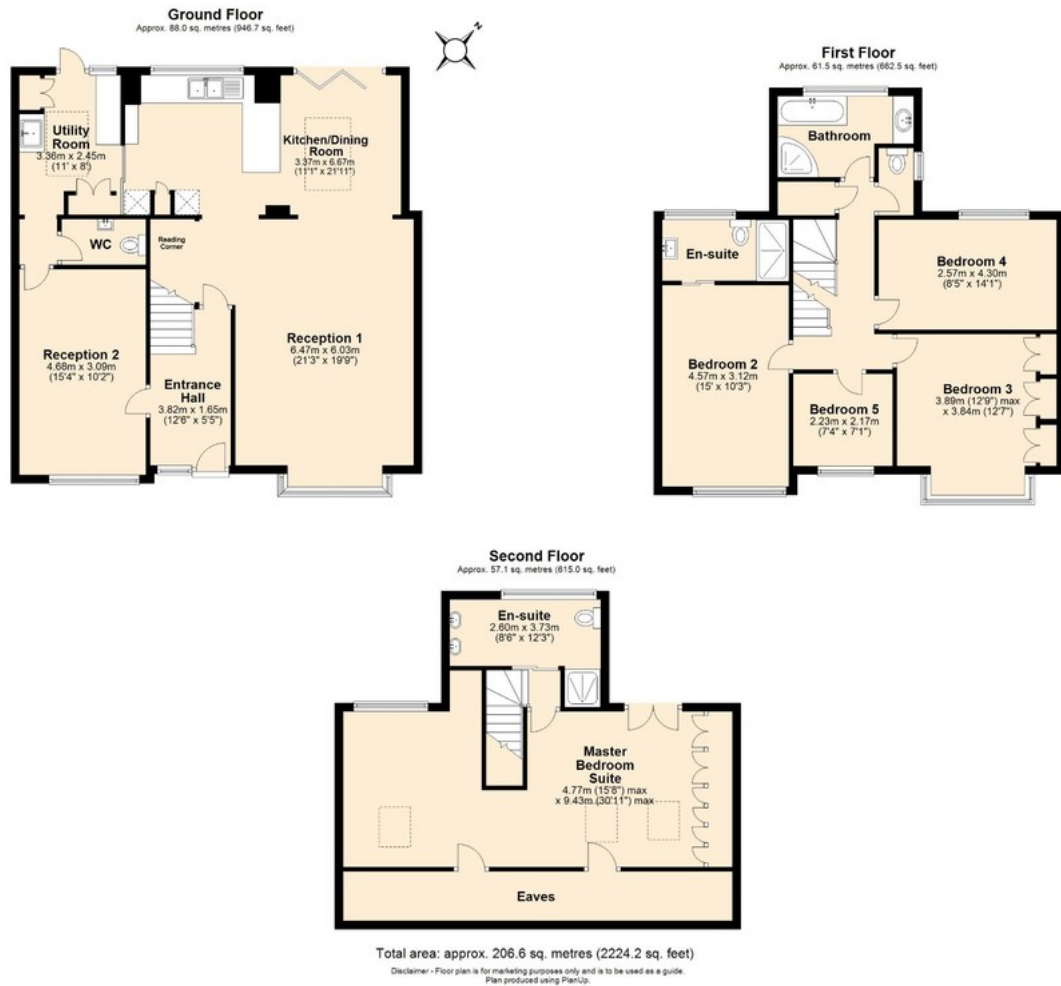 Ground Floor
Approx. 88.0 sq. metres (946.7 sq. feet)
N
Utility
Room
3.36m x 2.45m
(11' x 8')
Kitchen/Dining
Room
3.37m x 6.67m
(11'1" x 21'11")
WC
Reading
Corner
Reception 2
4.68m x 3.09m
(15'4" x 10'2")
Entrance
Hall
3.82m x 1.65m
(12'6" x 5'5")
Reception 1
6.47m x 6.03m
(21'3" x 19'9")
First Floor
Approx. 61.5 sq. metres (662.5 sq. feet)
Bathroom
En-suite
Bedroom 4
2.57m x 4.30m
(8'5" x 14'1")
Bedroom 2
4.57m x 3.12m
(15' x 10'3")
Bedroom 3
3.89m (12'9") max
x 3.84m (12'7")
Bedroom 5
2.23m x 2.17m
(7'4" x 7'1")
Second Floor
Approx. 57.1 sq. metres (615.0 sq. feet)
En-suite
2.60m x 3.73m
(8'6" x 12'3")
Master
Bedroom
Suite
4.77m (15'8") max
x 9.43m (30'11") max
Eaves
Total area: approx. 206.6 sq. metres (2224.2 sq. feet)
Disclaimer - Floor plan is for marketing purposes only and is to be used as a guide.
Plan produced using PlanUp.